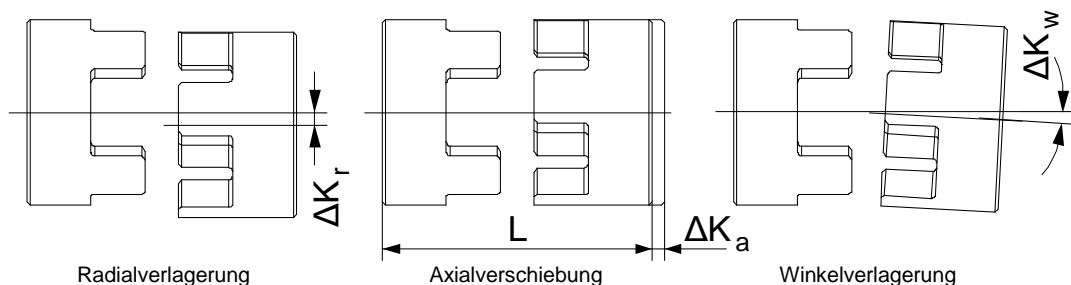 ΔKr
L
ΔKa
ΔKw
Radialverlagerung
Axialverschiebung
Winkelverlagerung